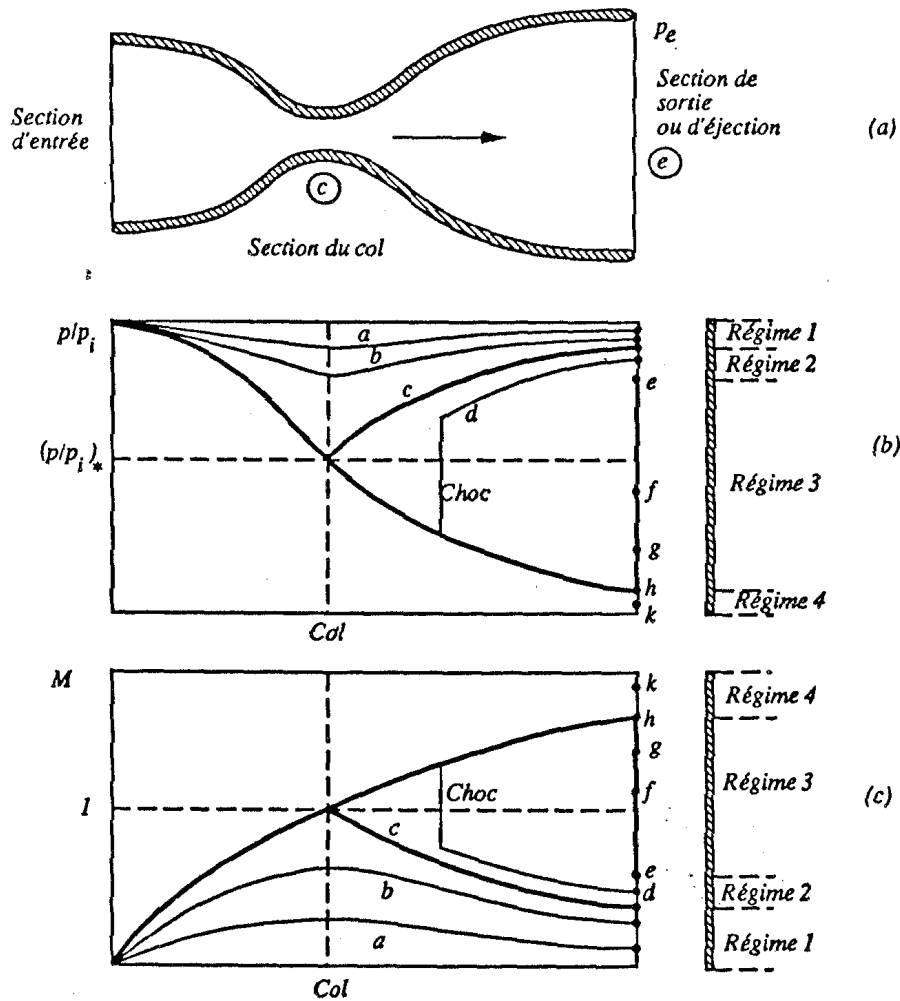 p_e
Section
d'entrée
Section de
sortie
ou d'éjection
(a)
e
c
Section du col
p/p_i
a
Régime 1
b
Régime 2
c
e
d
(p/p_i)_*
(b)
Choc
f
Régime 3
g
h
Régime 4
k
Col
M
k
Régime 4
h
g
Choc
f
Régime 3
(c)
1
c
e
b
d
Régime 2
a
Régime 1
Col